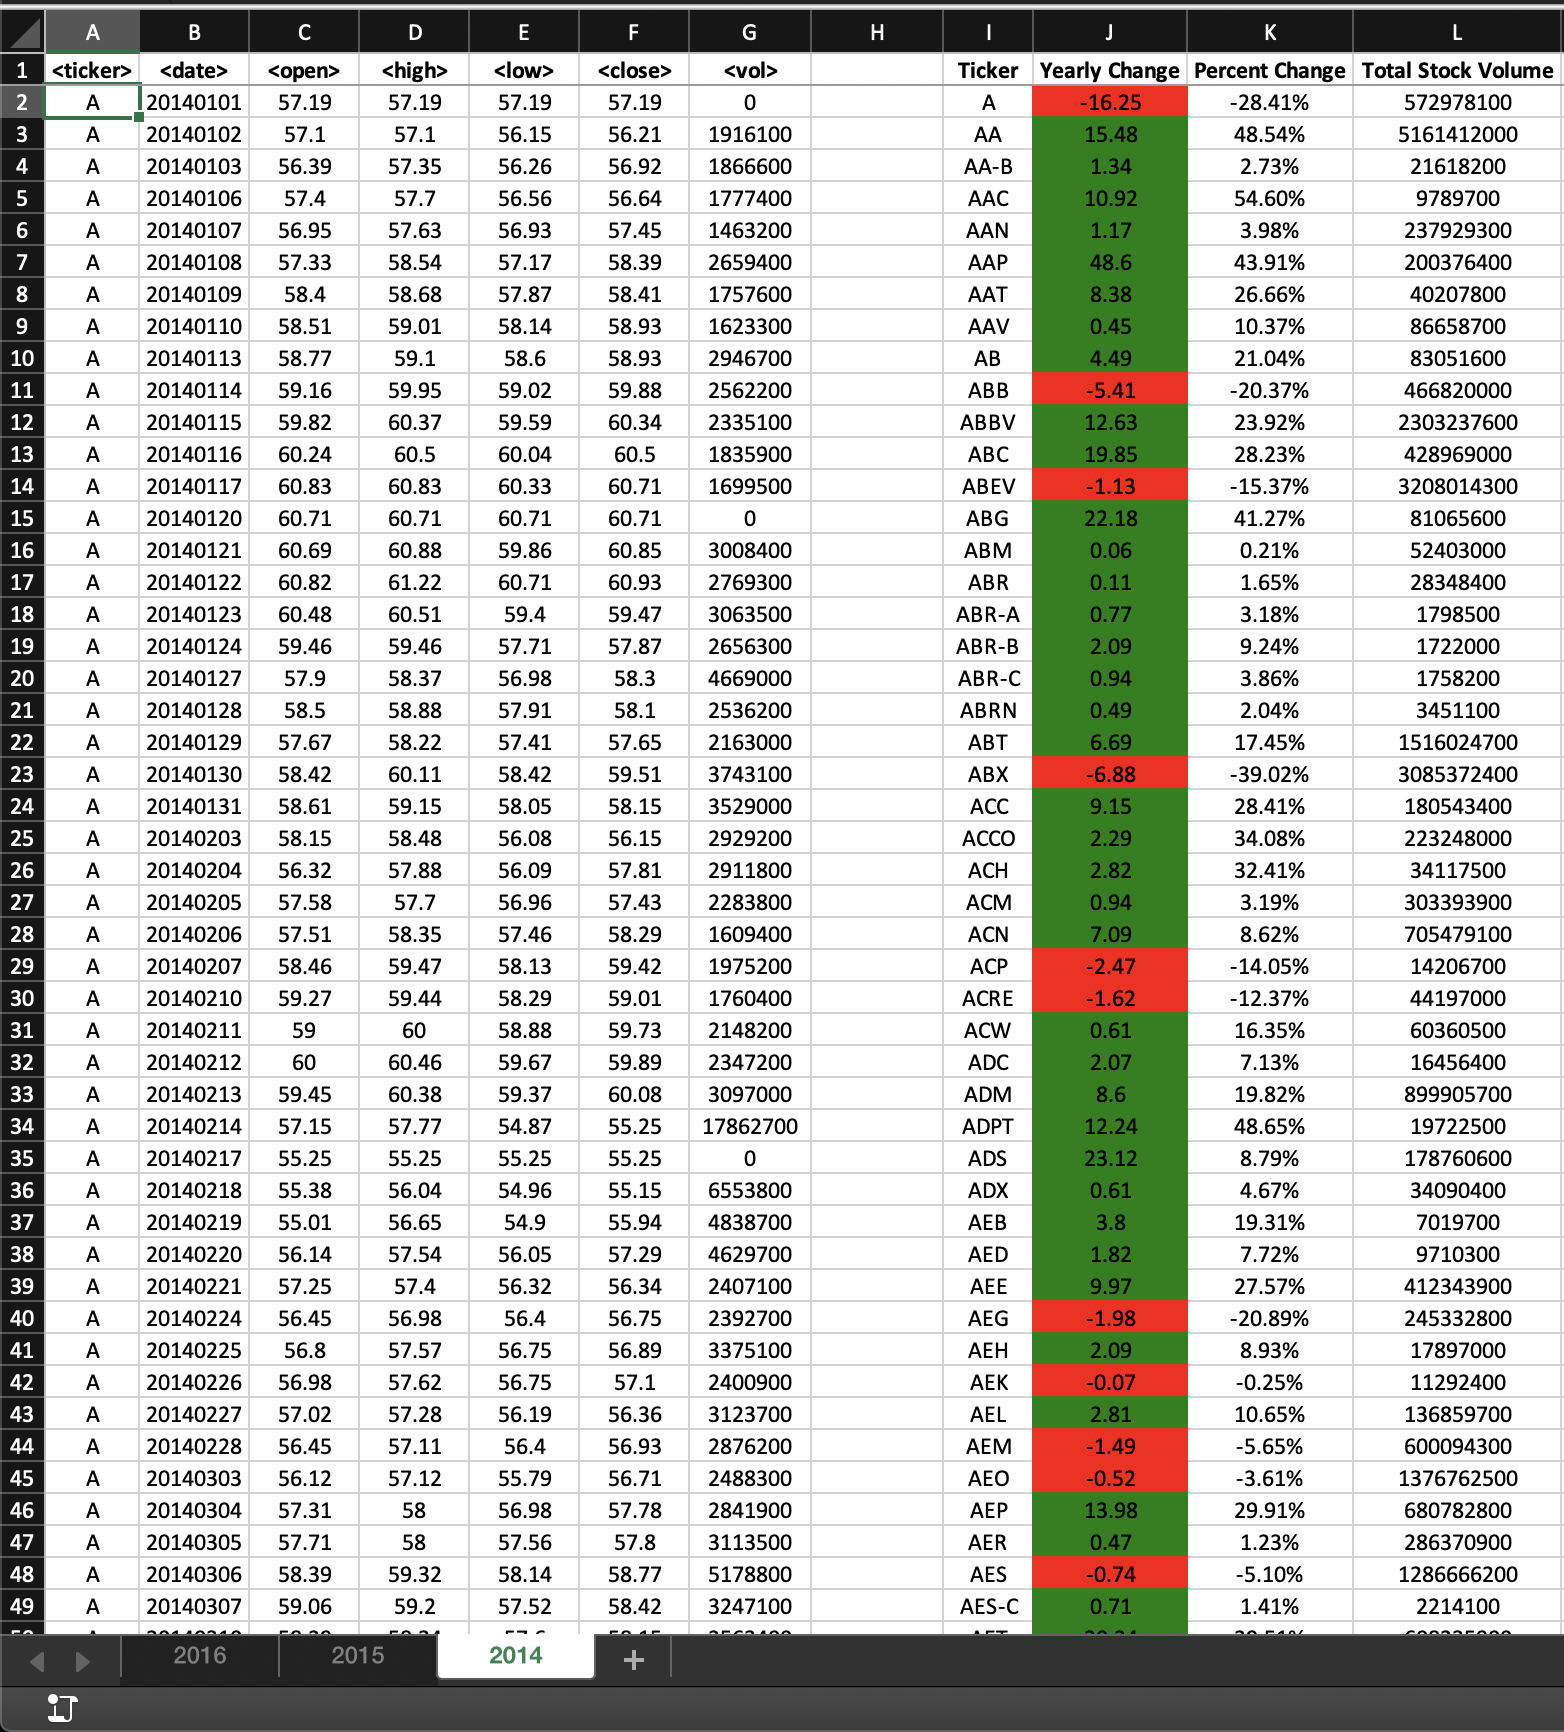 A B C D E F G H I J K L
1 <ticker> <date> <open> <high> <low> <close> <vol> Ticker Yearly Change Percent Change Total Stock Volume
2 A 20140101 57.19 57.19 57.19 57.19 0 A -16.25 -28.41% 572978100
3 A 20140102 57.1 57.1 56.15 56.21 1916100 AA 15.48 48.54% 5161412000
4 A 20140103 56.39 57.35 56.26 56.92 1866600 AA-B 1.34 2.73% 21618200
5 A 20140106 57.4 57.7 56.56 56.64 1777400 AAC 10.92 54.60% 9789700
6 A 20140107 56.95 57.63 56.93 57.45 1463200 AAN 1.17 3.98% 237929300
7 A 20140108 57.33 58.54 57.17 58.39 2659400 AAP 48.6 43.91% 200376400
8 A 20140109 58.4 58.68 57.87 58.41 1757600 AAT 8.38 26.66% 40207800
9 A 20140110 58.51 59.01 58.14 58.93 1623300 AAV 0.45 10.37% 86658700
10 A 20140113 58.77 59.1 58.6 58.93 2946700 AB 4.49 21.04% 83051600
11 A 20140114 59.16 59.95 59.02 59.88 2562200 ABB -5.41 -20.37% 466820000
12 A 20140115 59.82 60.37 59.59 60.34 2335100 ABBV 12.63 23.92% 2303237600
13 A 20140116 60.24 60.5 60.04 60.5 1835900 ABC 19.85 28.23% 428969000
14 A 20140117 60.83 60.83 60.33 60.71 1699500 ABEV -1.13 -15.37% 3208014300
15 A 20140120 60.71 60.71 60.71 60.71 0 ABG 22.18 41.27% 81065600
16 A 20140121 60.69 60.88 59.86 60.85 3008400 ABM 0.06 0.21% 52403000
17 A 20140122 60.82 61.22 60.71 60.93 2769300 ABR 0.11 1.65% 28348400
18 A 20140123 60.48 60.51 59.4 59.47 3063500 ABR-A 0.77 3.18% 1798500
19 A 20140124 59.46 59.46 57.71 57.87 2656300 ABR-B 2.09 9.24% 1722000
20 A 20140127 57.9 58.37 56.98 58.3 4669000 ABR-C 0.94 3.86% 1758200
21 A 20140128 58.5 58.88 57.91 58.1 2536200 ABRN 0.49 2.04% 3451100
22 A 20140129 57.67 58.22 57.41 57.65 2163000 ABT 6.69 17.45% 1516024700
23 A 20140130 58.42 60.11 58.42 59.51 3743100 ABX -6.88 -39.02% 3085372400
24 A 20140131 58.61 59.15 58.05 58.15 3529000 ACC 9.15 28.41% 180543400
25 A 20140203 58.15 58.48 56.08 56.15 2929200 ACCO 2.29 34.08% 223248000
26 A 20140204 56.32 57.88 56.09 57.81 2911800 ACH 2.82 32.41% 34117500
27 A 20140205 57.58 57.7 56.96 57.43 2283800 ACM 0.94 3.19% 303393900
28 A 20140206 57.51 58.35 57.46 58.29 1609400 ACN 7.09 8.62% 705479100
29 A 20140207 58.46 59.47 58.13 59.42 1975200 ACP -2.47 -14.05% 14206700
30 A 20140210 59.27 59.44 58.29 59.01 1760400 ACRE -1.62 -12.37% 44197000
31 A 20140211 59 60 58.88 59.73 2148200 ACW 0.61 16.35% 60360500
32 A 20140212 60 60.46 59.67 59.89 2347200 ADC 2.07 7.13% 16456400
33 A 20140213 59.45 60.38 59.37 60.08 3097000 ADM 8.6 19.82% 899905700
34 A 20140214 57.15 57.77 54.87 55.25 17862700 ADPT 12.24 48.65% 19722500
35 A 20140217 55.25 55.25 55.25 55.25 0 ADS 23.12 8.79% 178760600
36 A 20140218 55.38 56.04 54.96 55.15 6553800 ADX 0.61 4.67% 34090400
37 A 20140219 55.01 56.65 54.9 55.94 4838700 AEB 3.8 19.31% 7019700
38 A 20140220 56.14 57.54 56.05 57.29 4629700 AED 1.82 7.72% 9710300
39 A 20140221 57.25 57.4 56.32 56.34 2407100 AEE 9.97 27.57% 412343900
40 A 20140224 56.45 56.98 56.4 56.75 2392700 AEG -1.98 -20.89% 245332800
41 A 20140225 56.8 57.57 56.75 56.89 3375100 AEH 2.09 8.93% 17897000
42 A 20140226 56.98 57.62 56.75 57.1 2400900 AEK -0.07 -0.25% 11292400
43 A 20140227 57.02 57.28 56.19 56.36 3123700 AEL 2.81 10.65% 136859700
44 A 20140228 56.45 57.11 56.4 56.93 2876200 AEM -1.49 -5.65% 600094300
45 A 20140303 56.12 57.12 55.79 56.71 2488300 AEO -0.52 -3.61% 1376762500
46 A 20140304 57.31 58 56.98 57.78 2841900 AEP 13.98 29.91% 680782800
47 A 20140305 57.71 58 57.56 57.8 3113500 AER 0.47 1.23% 286370900
48 A 20140306 58.39 59.32 58.14 58.77 5178800 AES -0.74 -5.10% 1286666200
49 A 20140307 59.06 59.2 57.52 58.42 3247100 AES-C 0.71 1.41% 2214100
2016 2015 2014 +